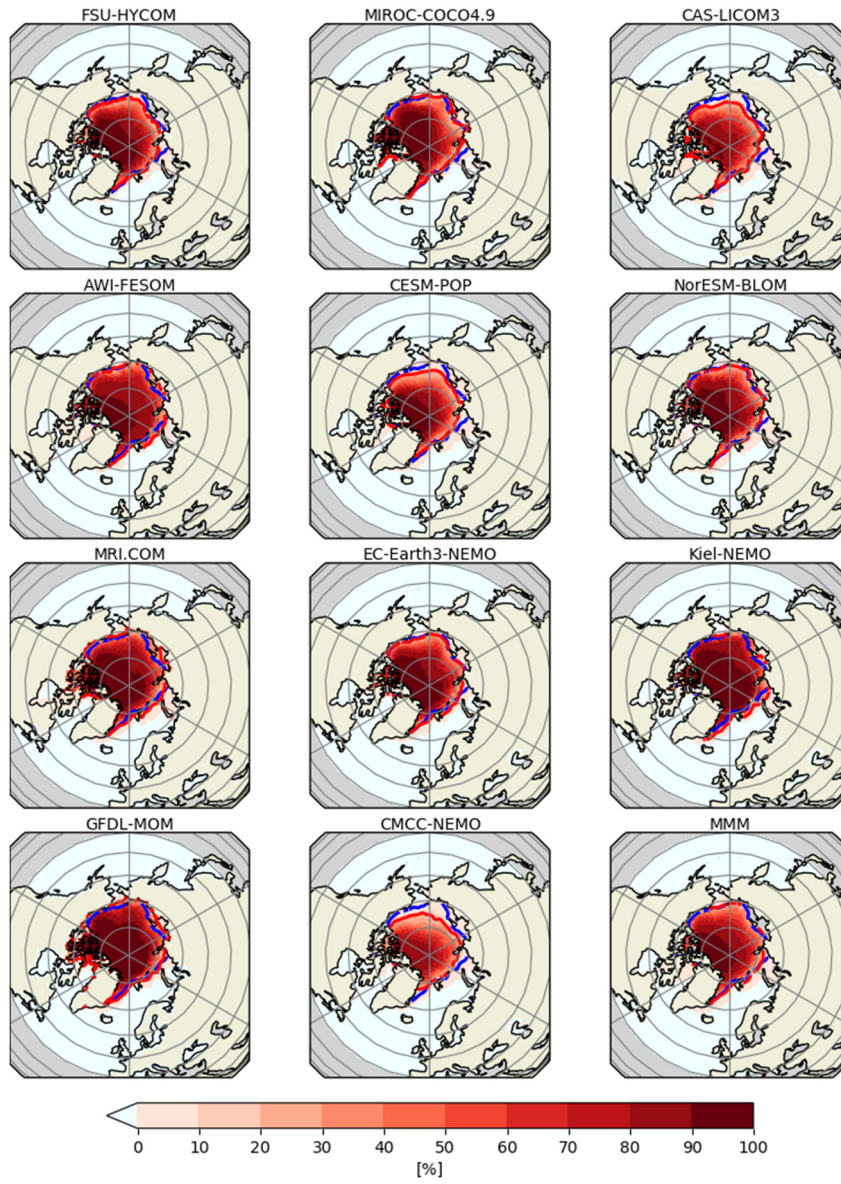 FSU-HYCOM MIROC-COCO4.9 CAS-LICOM3
AWI-FESOM CESM-POP NorESM-BLOM
MRI.COM EC-Earth3-NEMO Kiel-NEMO
GFDL-MOM CMCC-NEMO MMM
0 10 20 30 40 50 60 70 80 90 100
[%]